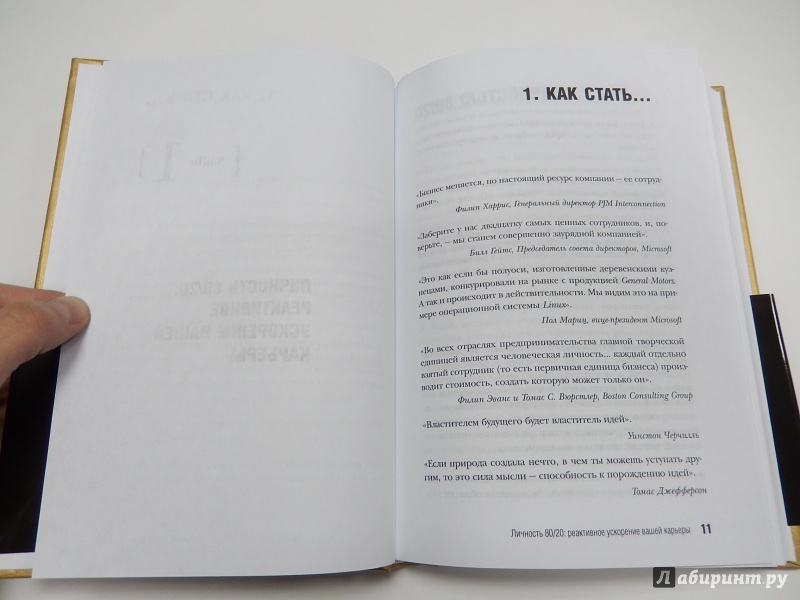 1. КАК СТАТЬ...
«Бизнес меняется, но настоящий ресурс компании – ее сотруд-
ники».
Филип Харрис, Генеральный директор PJM Interconnection
«Заберите у нас двадцатку самых ценных сотрудников, и, по-
верьте, – мы станем совершенно заурядной компанией».
Билл Гейтс, Председатель совета директоров, Microsoft
«Это как если бы полуоси, изготовленные деревенскими куз-
нецами, конкурировали на рынке с продукцией General Motors.
А так и происходит в действительности. Мы видим это на при-
мере операционной системы Linux».
Пол Мариц, вице-президент Microsoft
«Во всех отраслях предпринимательства главной творческой
единицей является человеческая личность... каждый отдельно
взятый сотрудник (то есть первичная единица бизнеса) произ-
водит стоимость, создать которую может только он».
Филип Эванс и Томас С. Вюрстлер, Boston Consulting Group
«Властителем будущего будет властитель идей».
Уинстон Черчилль
«Если природа создала нечто, в чем ты можешь уступать дру-
гим, то это сила мысли – способность к порождению идей».
Томас Джефферсон
Личность 80/20: реактивное ускорение вашей карьеры 11
Лабиринт.ру